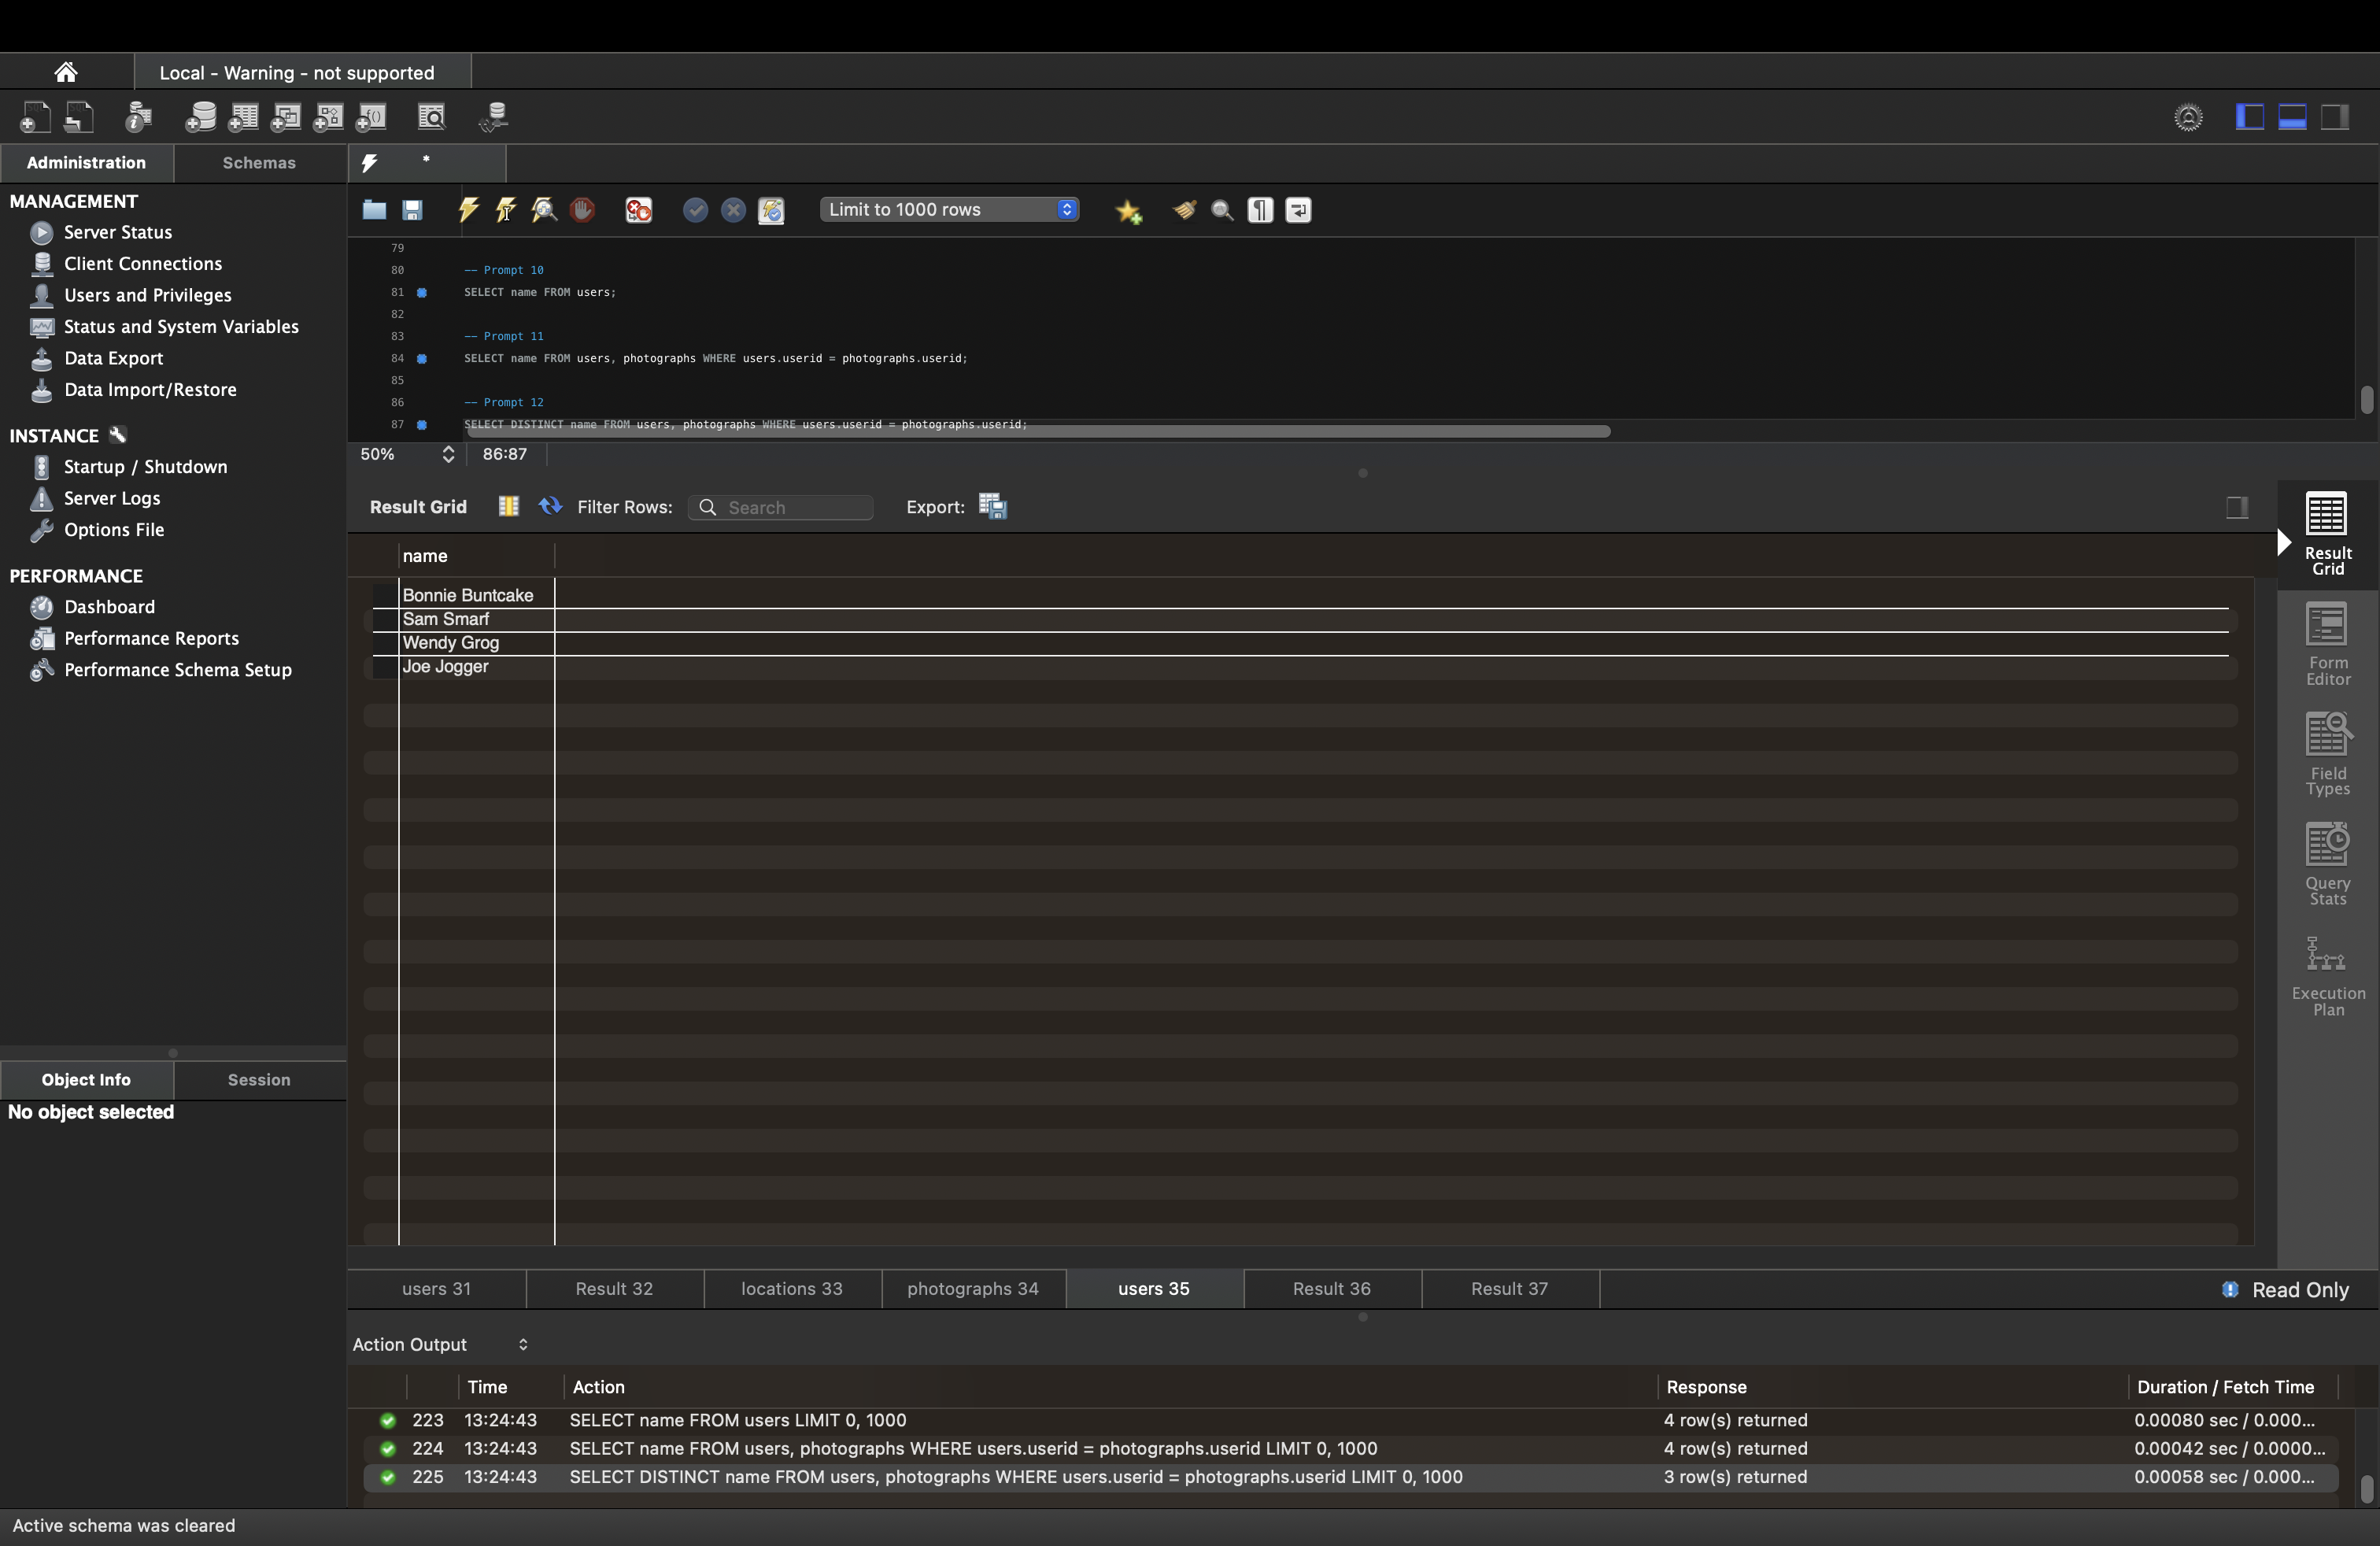 Local - Warning - not supported
Administration
Schemas
*
MANAGEMENT
Server Status
Client Connections
Users and Privileges
Status and System Variables
Data Export
Data Import/Restore
INSTANCE
Startup / Shutdown
Server Logs
Options File
PERFORMANCE
Dashboard
Performance Reports
Performance Schema Setup
Object Info
Session
No object selected
Limit to 1000 rows
79
80 -- Prompt 10
81 SELECT name FROM users;
82
83 -- Prompt 11
84 SELECT name FROM users, photographs WHERE users.userid = photographs.userid;
85
86 -- Prompt 12
87 SELECT DISTINCT name FROM users, photographs WHERE users.userid = photographs.userid;
50%
86:87
Result Grid
Filter Rows:
Search
Export:
name
Bonnie Buntcake
Sam Smarf
Wendy Grog
Joe Jogger
Result
Grid
Form
Editor
Field
Types
Query
Stats
Execution
Plan
users 31
Result 32
locations 33
photographs 34
users 35
Result 36
Result 37
Read Only
Action Output
Time Action Response Duration / Fetch Time
223 13:24:43 SELECT name FROM users LIMIT 0, 1000 4 row(s) returned 0.00080 sec / 0.000...
224 13:24:43 SELECT name FROM users, photographs WHERE users.userid = photographs.userid LIMIT 0, 1000 4 row(s) returned 0.00042 sec / 0.0000...
225 13:24:43 SELECT DISTINCT name FROM users, photographs WHERE users.userid = photographs.userid LIMIT 0, 1000 3 row(s) returned 0.00058 sec / 0.000...
Active schema was cleared